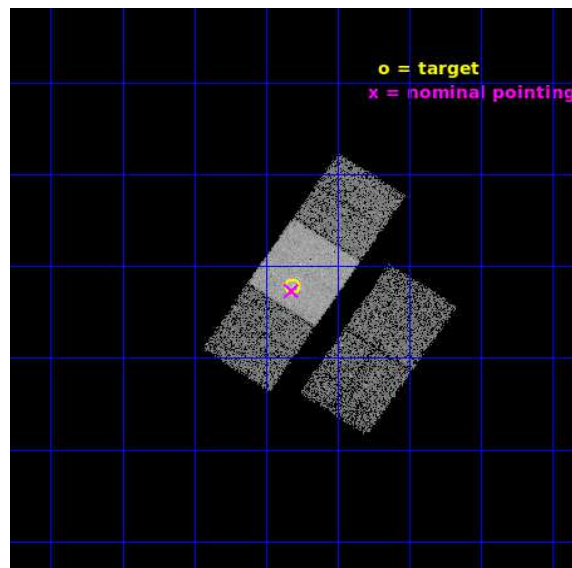 o = target
x = nominal pointing